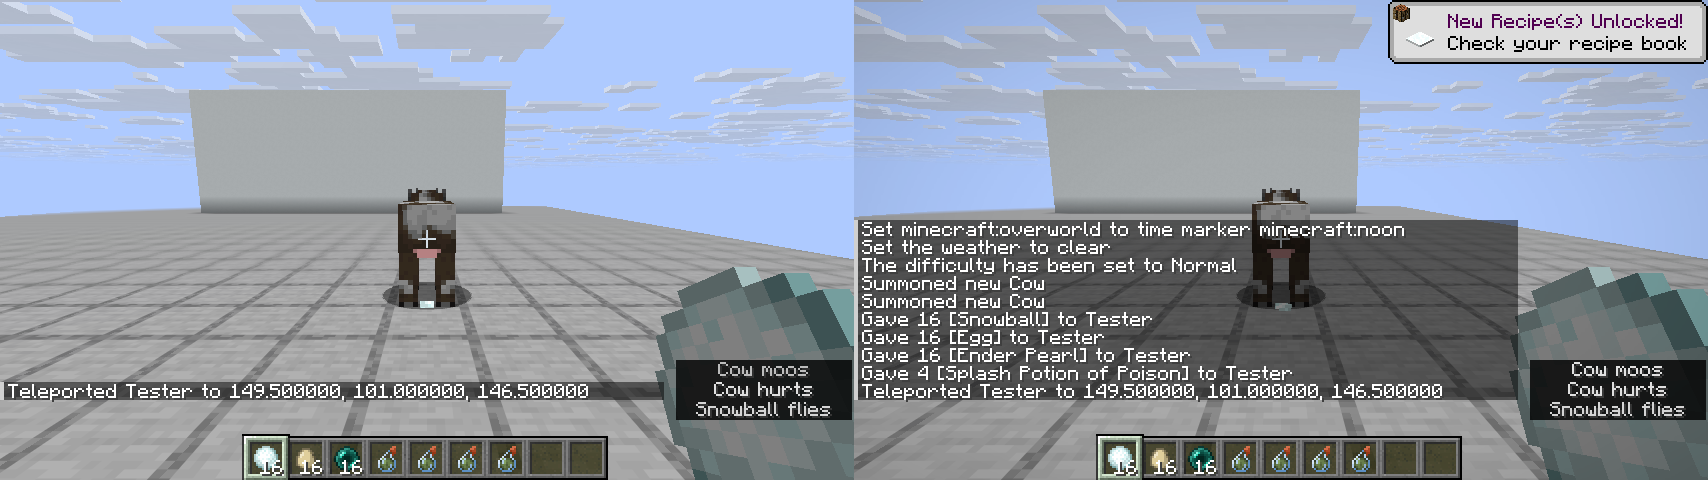 Teleported Tester to 149.500000, 101.000000, 146.500000
Cow moos
Cow hurts
Snowball flies
16
16
16
New Recipe(s) Unlocked!
Check your recipe book
Set minecraft:overworld to time marker minecraft:noon
Set the weather to clear
The difficulty has been set to Normal
Summoned new Cow
Summoned new Cow
Gave 16 [Snowball] to Tester
Gave 16 [Egg] to Tester
Gave 16 [Ender Pearl] to Tester
Gave 4 [Splash Potion of Poison] to Tester
Teleported Tester to 149.500000, 101.000000, 146.500000
Cow moos
Cow hurts
Snowball flies
16
16
16